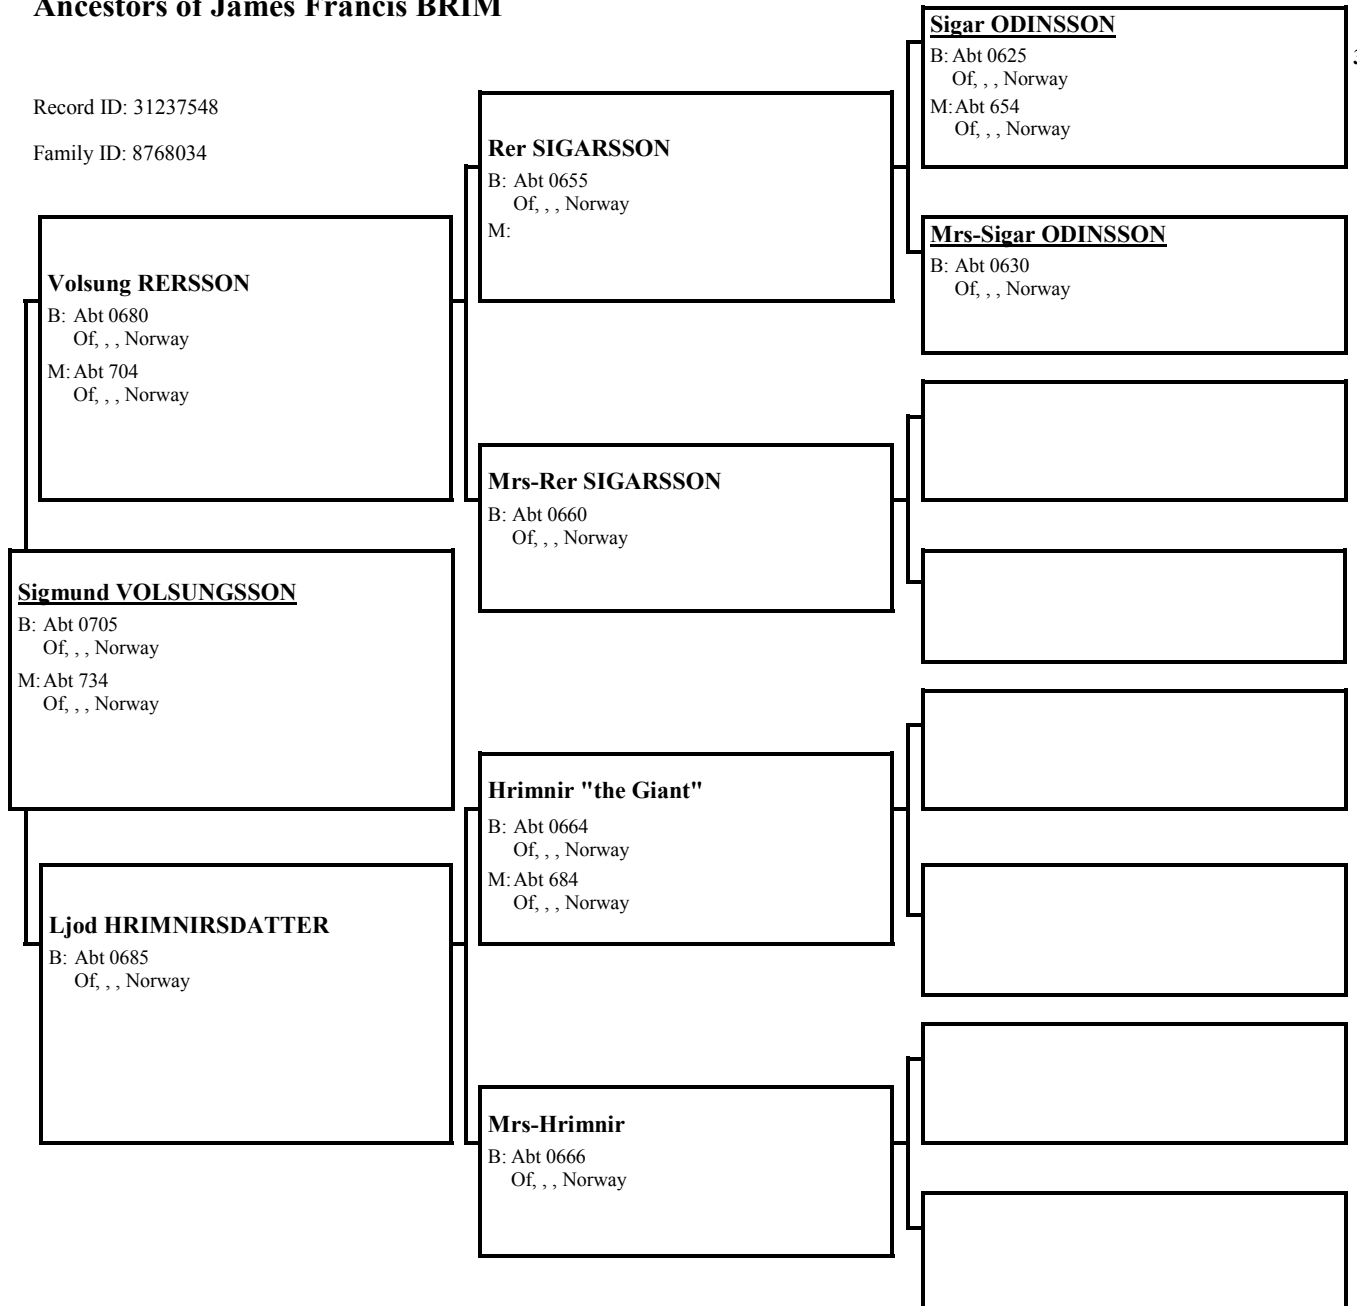 Ancestors of James Francis BRIM
Record ID: 31237548
Family ID: 8768034
Sigmund VOLSUNGSSON
B: Abt 0705
Of, , , Norway
M: Abt 734
Of, , , Norway
Volsung RERSSON
B: Abt 0680
Of, , , Norway
M: Abt 704
Of, , , Norway
Ljod HRIMNIRSDATTER
B: Abt 0685
Of, , , Norway
Rer SIGARSSON
B: Abt 0655
Of, , , Norway
M:
Mrs-Rer SIGARSSON
B: Abt 0660
Of, , , Norway
Hrimnir "the Giant"
B: Abt 0664
Of, , , Norway
M: Abt 684
Of, , , Norway
Mrs-Hrimnir
B: Abt 0666
Of, , , Norway
Sigar ODINSSON
B: Abt 0625
Of, , , Norway
M: Abt 654
Of, , , Norway
Mrs-Sigar ODINSSON
B: Abt 0630
Of, , , Norway